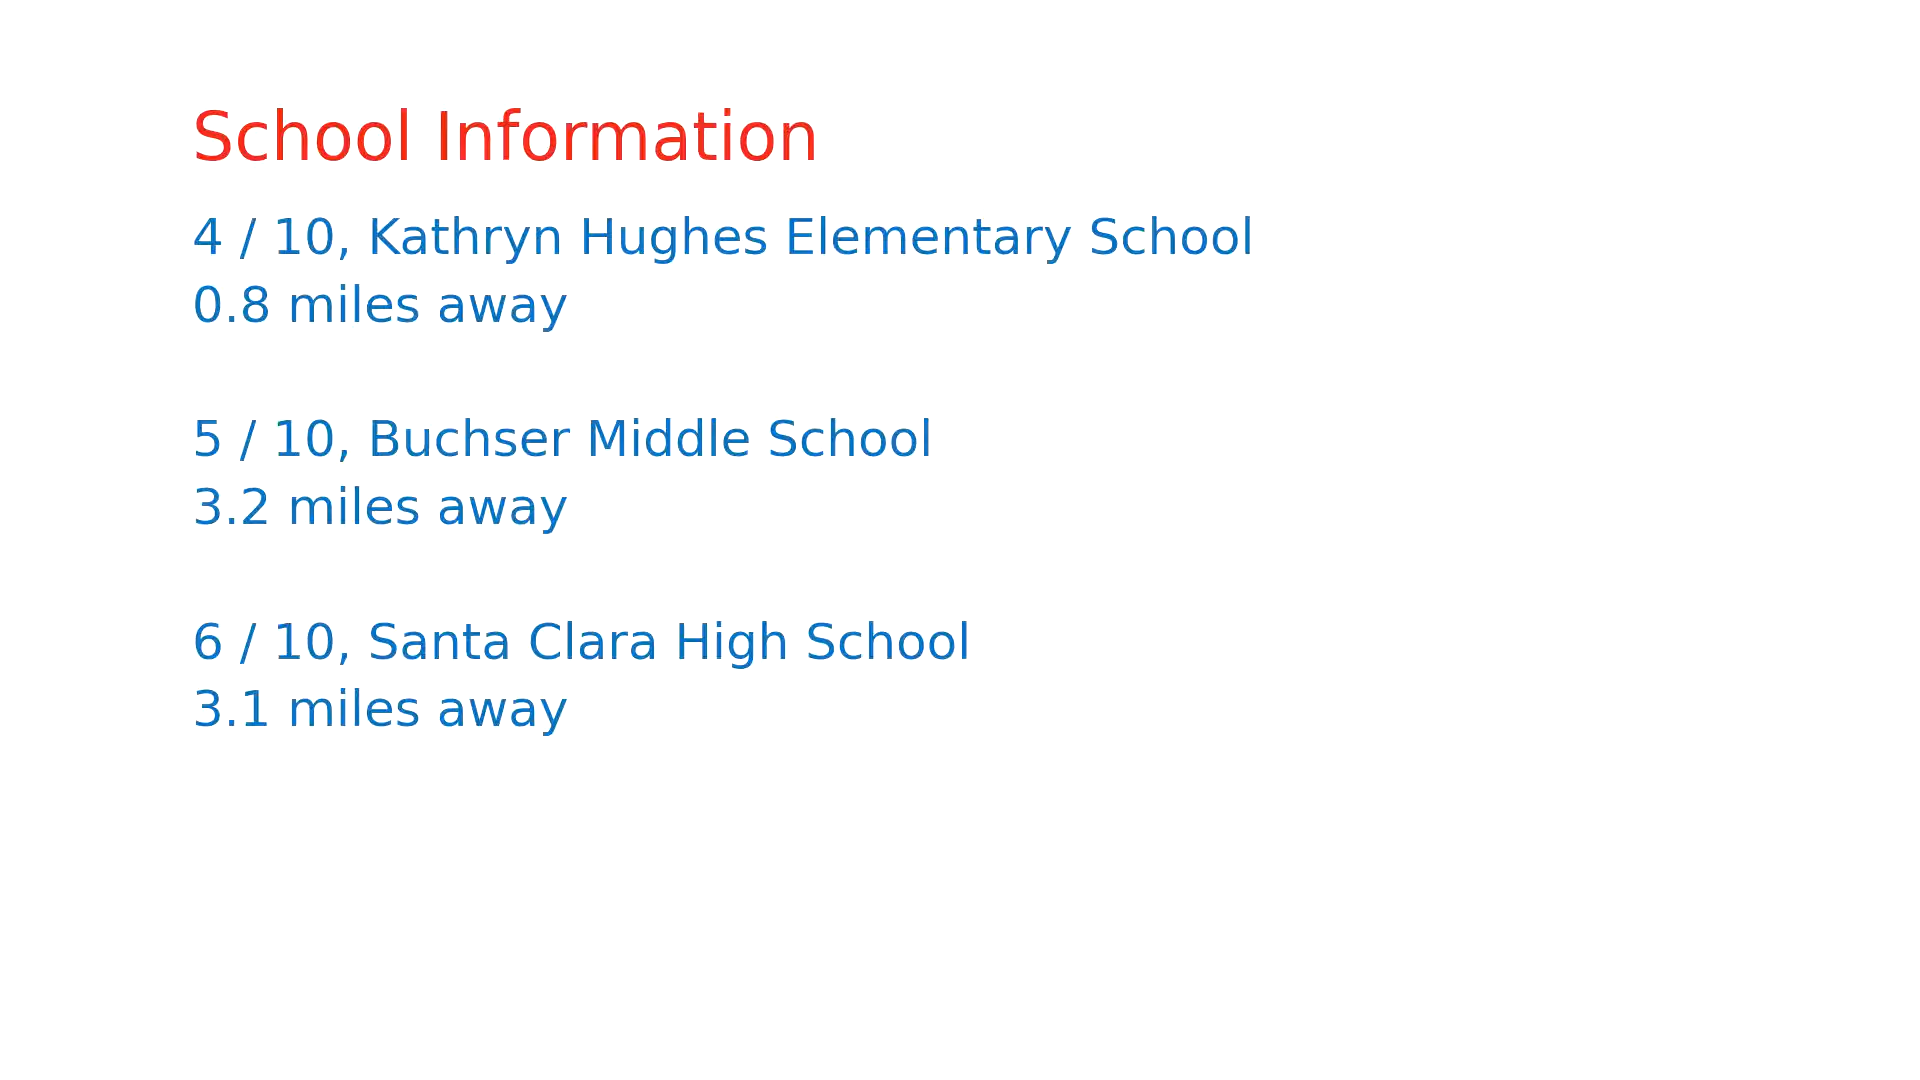 School Information
4 / 10, Kathryn Hughes Elementary School
0.8 miles away
5 / 10, Buchser Middle School
3.2 miles away
6 / 10, Santa Clara High School
3.1 miles away